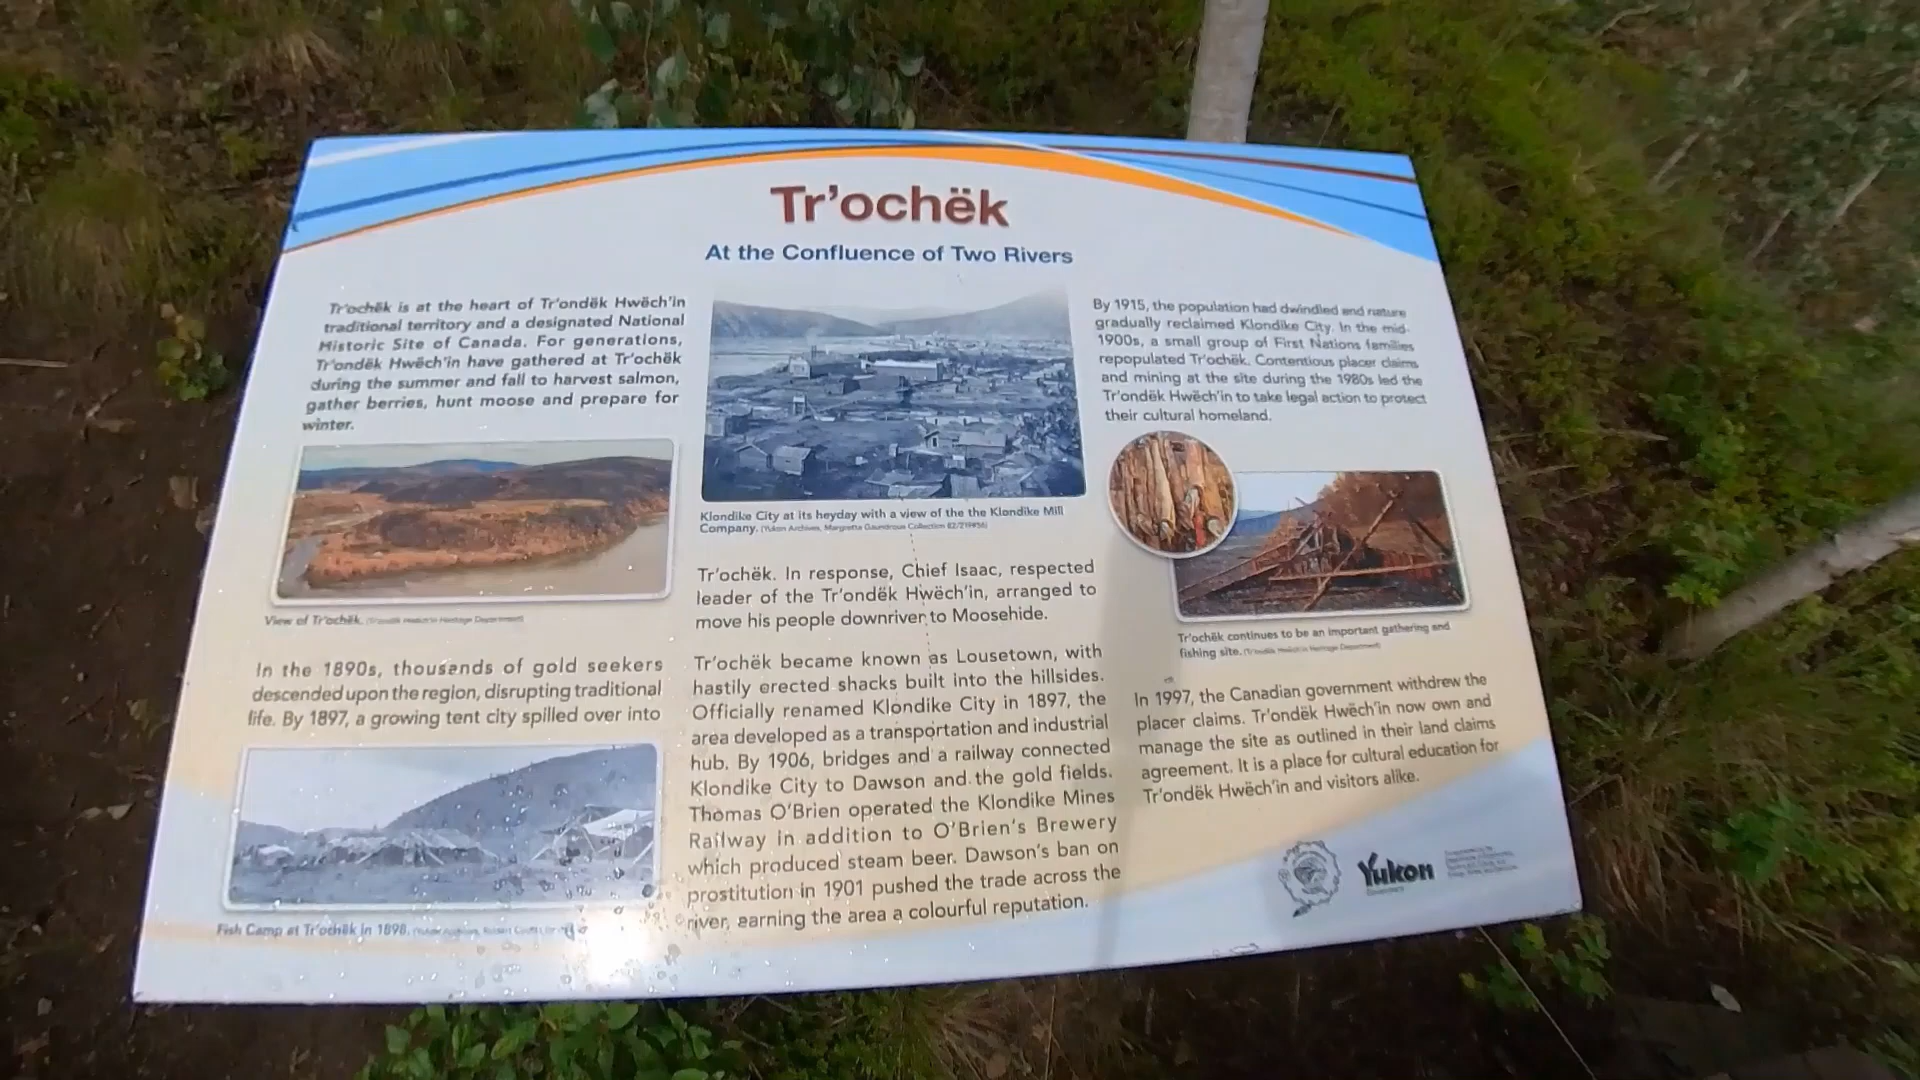 Tr'ochëk
At the Confluence of Two Rivers
Tr'ochëk is at the heart of Tr'ondëk Hwëch'in
traditional territory and a designated National
Historic Site of Canada. For generations,
Tr'ondëk Hwëch'in have gathered at Tr'ochëk
during the summer and fall to harvest salmon,
gather berries, hunt moose and prepare for
winter.
View of Tr'ochëk. (Tr'ondëk Hwëch'in Heritage Department)
In the 1890s, thousands of gold seekers
descended upon the region, disrupting traditional
life. By 1897, a growing tent city spilled over into
Fish Camp at Tr'ochëk in 1898.
Klondike City at its heyday with a view of the the Klondike Mill
Company. (Yukon Archives,
Tr'ochëk. In response, Chief Isaac, respected
leader of the Tr'ondëk Hwëch'in, arranged to
move his people downriver to Moosehide.
Tr'ochëk became known as Lousetown, with
hastily erected shacks built into the hillsides.
Officially renamed Klondike City in 1897, the
area developed as a transportation and industrial
hub. By 1906, bridges and a railway connected
Klondike City to Dawson and the gold fields.
Thomas O'Brien operated the Klondike Mines
Railway in addition to O'Brien's Brewery
which produced steam beer. Dawson's ban on
prostitution in 1901 pushed the trade across the
river, earning the area a colourful reputation.
By 1915, the population had dwindled and nature
gradually reclaimed Klondike City. In the mid-
1900s, a small group of First Nations families
repopulated Tr'ochëk. Contentious placer claims
and mining at the site during the 1980s led the
Tr'ondëk Hwëch'in to take legal action to protect
their cultural homeland.
Tr'ochëk continues to be an important gathering and
fishing site. (Tr'ondëk Hwëch'in Heritage Department)
In 1997, the Canadian government withdrew the
placer claims. Tr'ondëk Hwëch'in now own and
manage the site as outlined in their land claims
agreement. It is a place for cultural education for
Tr'ondëk Hwëch'in and visitors alike.
Yukon